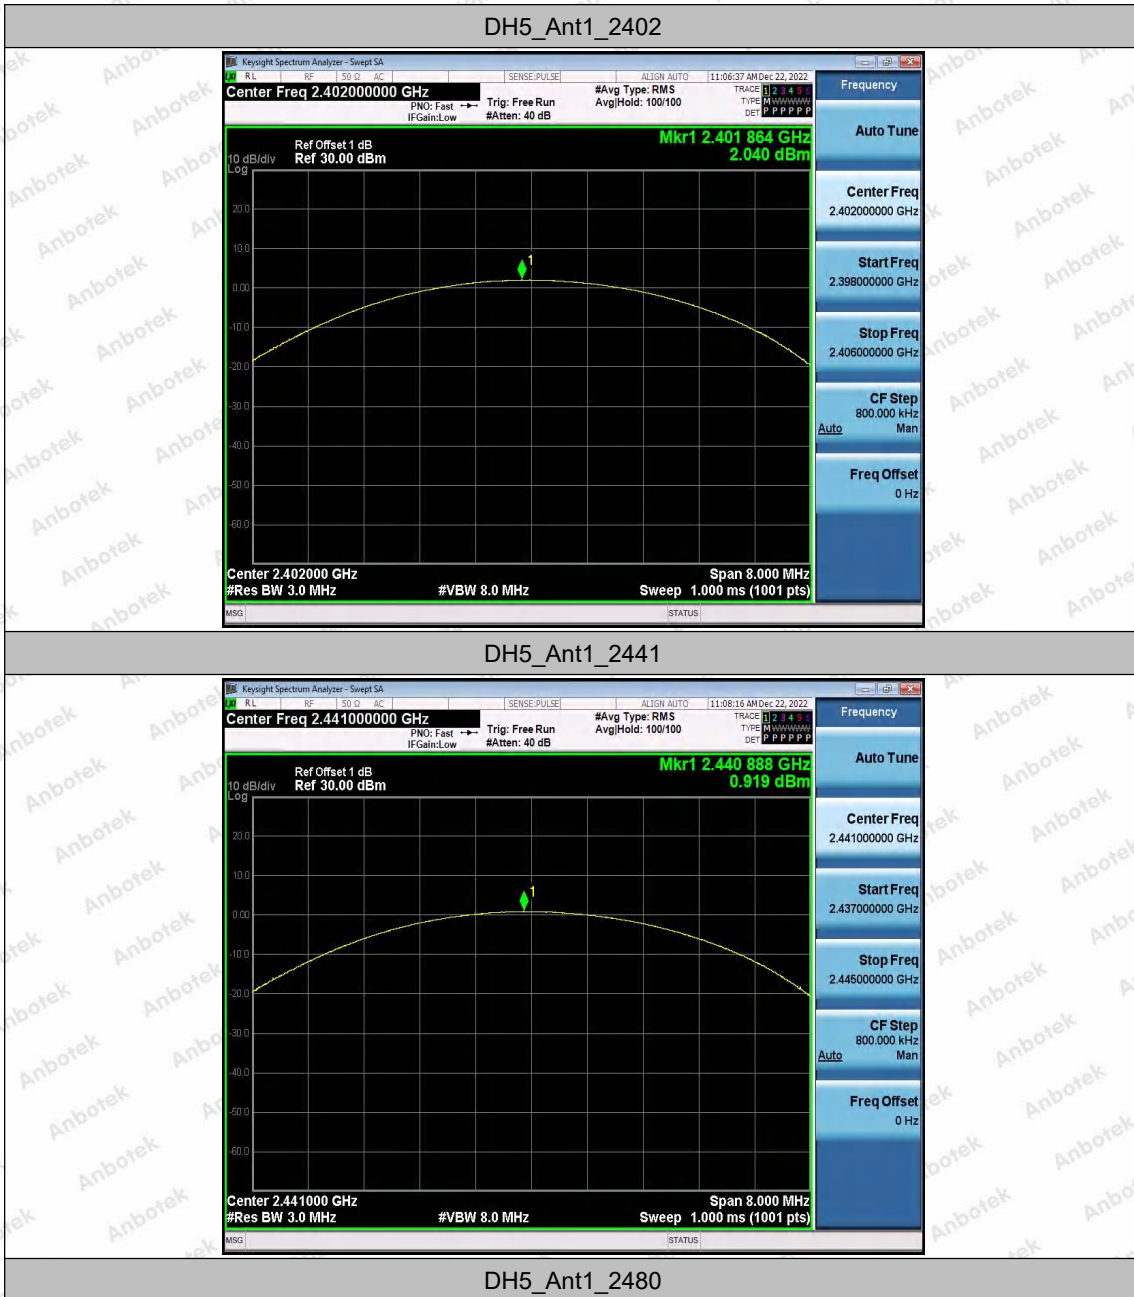 DH5_Ant1_2402
Keysight Spectrum Analyzer - Swept SA
LXI RL RF 50 Ω AC SENSE:PULSE ALIGN AUTO 11:06:37 AM Dec 22, 2022
Center Freq 2.402000000 GHz
PNO: Fast
IFGain:Low
Trig: Free Run
#Atten: 40 dB
#Avg Type: RMS
Avg|Hold: 100/100
TRACE 1 2 3 4 5 6
TYPE M WWWWW
DET P P P P P P
Frequency
Mkr1 2.401 864 GHz
2.040 dBm
Ref Offset 1 dB
10 dB/div Ref 30.00 dBm
Log
20.0
10.0
0.00
-10.0
-20.0
-30.0
-40.0
-50.0
-60.0
1
Center 2.402000 GHz
Span 8.000 MHz
#Res BW 3.0 MHz
#VBW 8.0 MHz
Sweep 1.000 ms (1001 pts)
MSG
STATUS
Auto Tune
Center Freq
2.402000000 GHz
Start Freq
2.398000000 GHz
Stop Freq
2.406000000 GHz
CF Step
800.000 kHz
Auto Man
Freq Offset
0 Hz
DH5_Ant1_2441
Keysight Spectrum Analyzer - Swept SA
LXI RL RF 50 Ω AC SENSE:PULSE ALIGN AUTO 11:08:16 AM Dec 22, 2022
Center Freq 2.441000000 GHz
PNO: Fast
IFGain:Low
Trig: Free Run
#Atten: 40 dB
#Avg Type: RMS
Avg|Hold: 100/100
TRACE 1 2 3 4 5 6
TYPE M WWWWW
DET P P P P P P
Frequency
Mkr1 2.440 888 GHz
0.919 dBm
Ref Offset 1 dB
10 dB/div Ref 30.00 dBm
Log
20.0
10.0
0.00
-10.0
-20.0
-30.0
-40.0
-50.0
-60.0
1
Center 2.441000 GHz
Span 8.000 MHz
#Res BW 3.0 MHz
#VBW 8.0 MHz
Sweep 1.000 ms (1001 pts)
MSG
STATUS
Auto Tune
Center Freq
2.441000000 GHz
Start Freq
2.437000000 GHz
Stop Freq
2.445000000 GHz
CF Step
800.000 kHz
Auto Man
Freq Offset
0 Hz
DH5_Ant1_2480
Anbotek